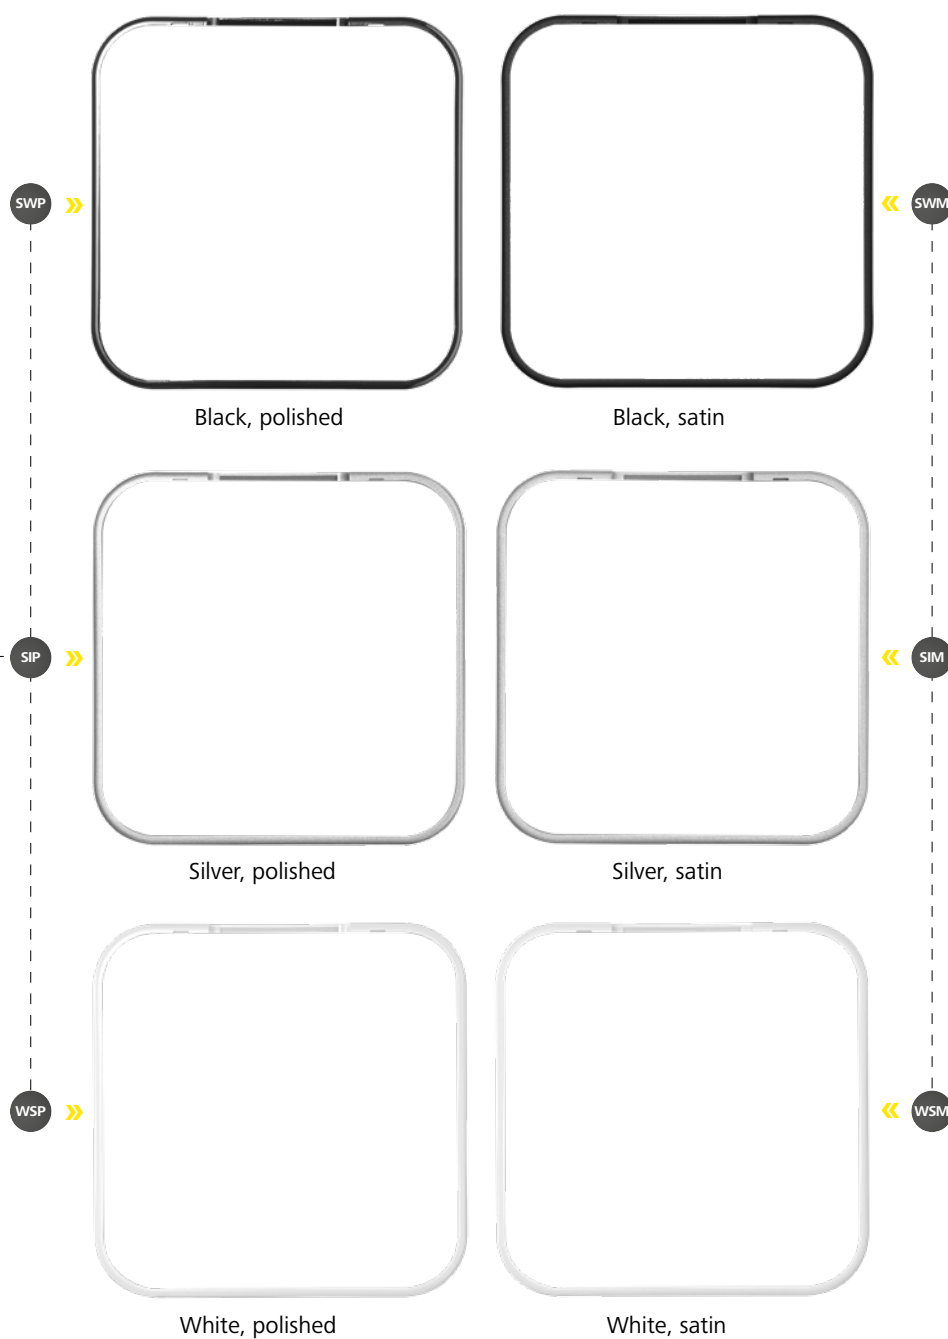 SWP
SWM
Black, polished
Black, satin
SIP
SIM
Silver, polished
Silver, satin
WSP
WSM
White, polished
White, satin